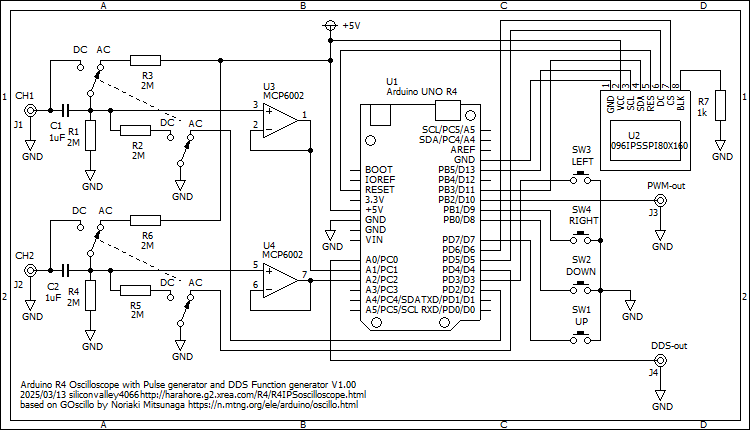 A B C D
+5V
DC AC
R3
2M
DC AC
CH1
J1
GND
C1
1uF
R1
2M
GND
R2
2M
GND
U3
MCP6002
3
2
1
U1
Arduino UNO R4
SCL/PC5/A5
SDA/PC4/A4
AREF
GND
BOOT PB5/D13
IOREF PB4/D12
RESET PB3/D11
3.3V PB2/D10
+5V PB1/D9
GND PB0/D8
GND
VIN PD7/D7
PD6/D6
A0/PC0 PD5/D5
A1/PC1 PD4/D4
A2/PC2 PD3/D3
A3/PC3 PD2/D2
A4/PC4/SDA TXD/PD1/D1
A5/PC5/SCL RXD/PD0/D0
GND
1 2 3 4 5 6 7 8
GND VCC SCL SDA RES DC CS BLK
U2
096IPSSPI80X160
R7
1k
GND
SW3
LEFT
PWM-out
J3
GND
SW4
RIGHT
SW2
DOWN
GND
SW1
UP
DDS-out
J4
GND
DC AC
R6
2M
DC AC
CH2
J2
GND
C2
1uF
R4
2M
GND
R5
2M
GND
U4
MCP6002
5
6
7
1 1
2 2
Arduino R4 Oscilloscope with Pulse generator and DDS Function generator V1.00
2025/03/13 siliconvalley4066 http://harahore.g2.xrea.com/R4/R4IPSoscilloscope.html
based on GOscillo by Noriaki Mitsunaga https://n.mtng.org/ele/arduino/oscillo.html
A B C D